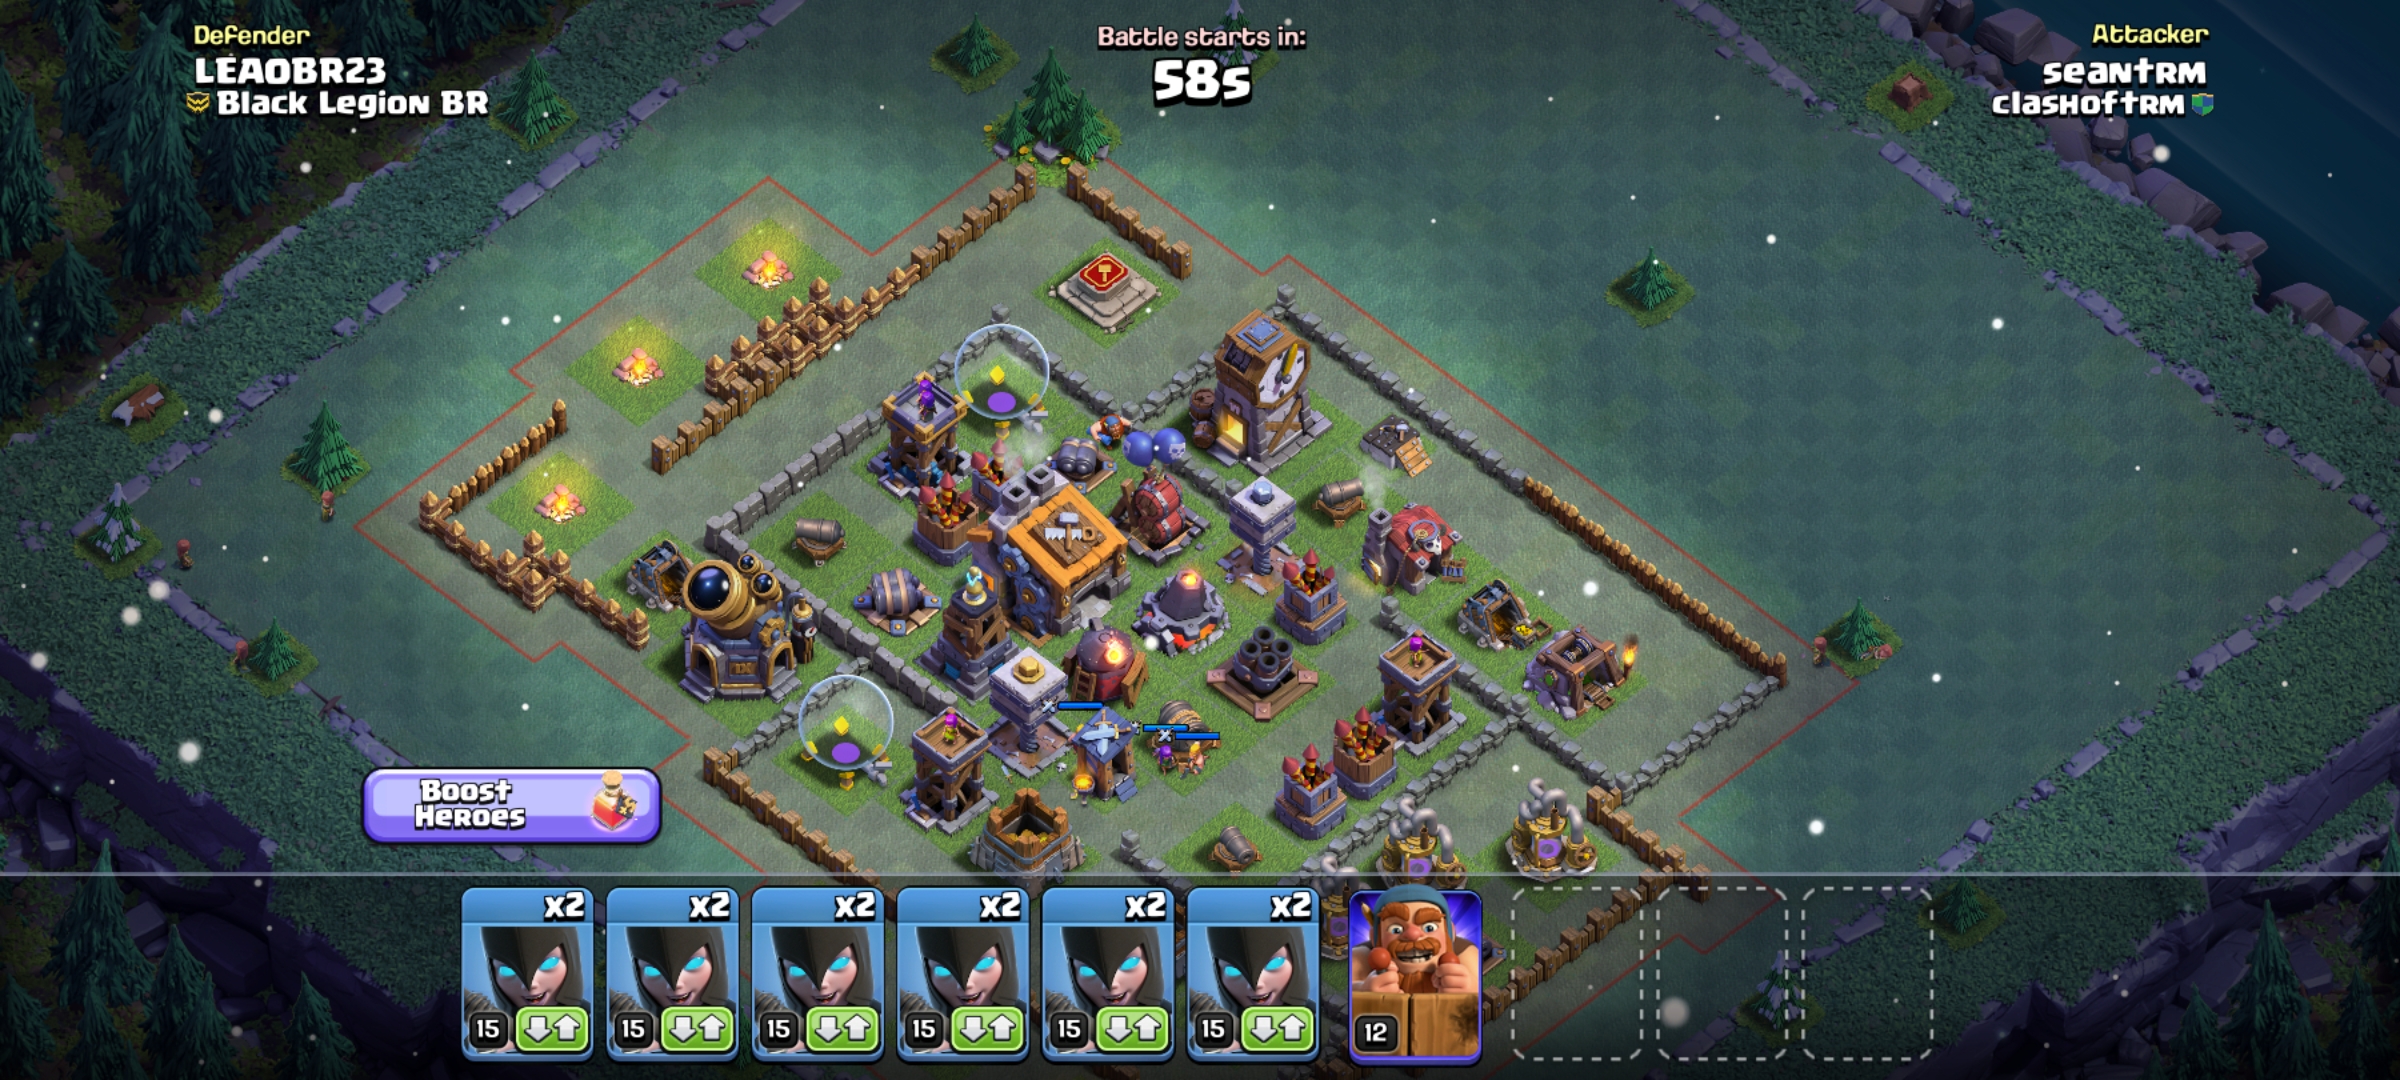 Defender
LEAOBR23
Black Legion BR
Battle starts in:
58s
Attacker
seantRM
clashoftRM
Boost
Heroes
x2
x2
x2
x2
x2
x2
15
15
15
15
15
15
12